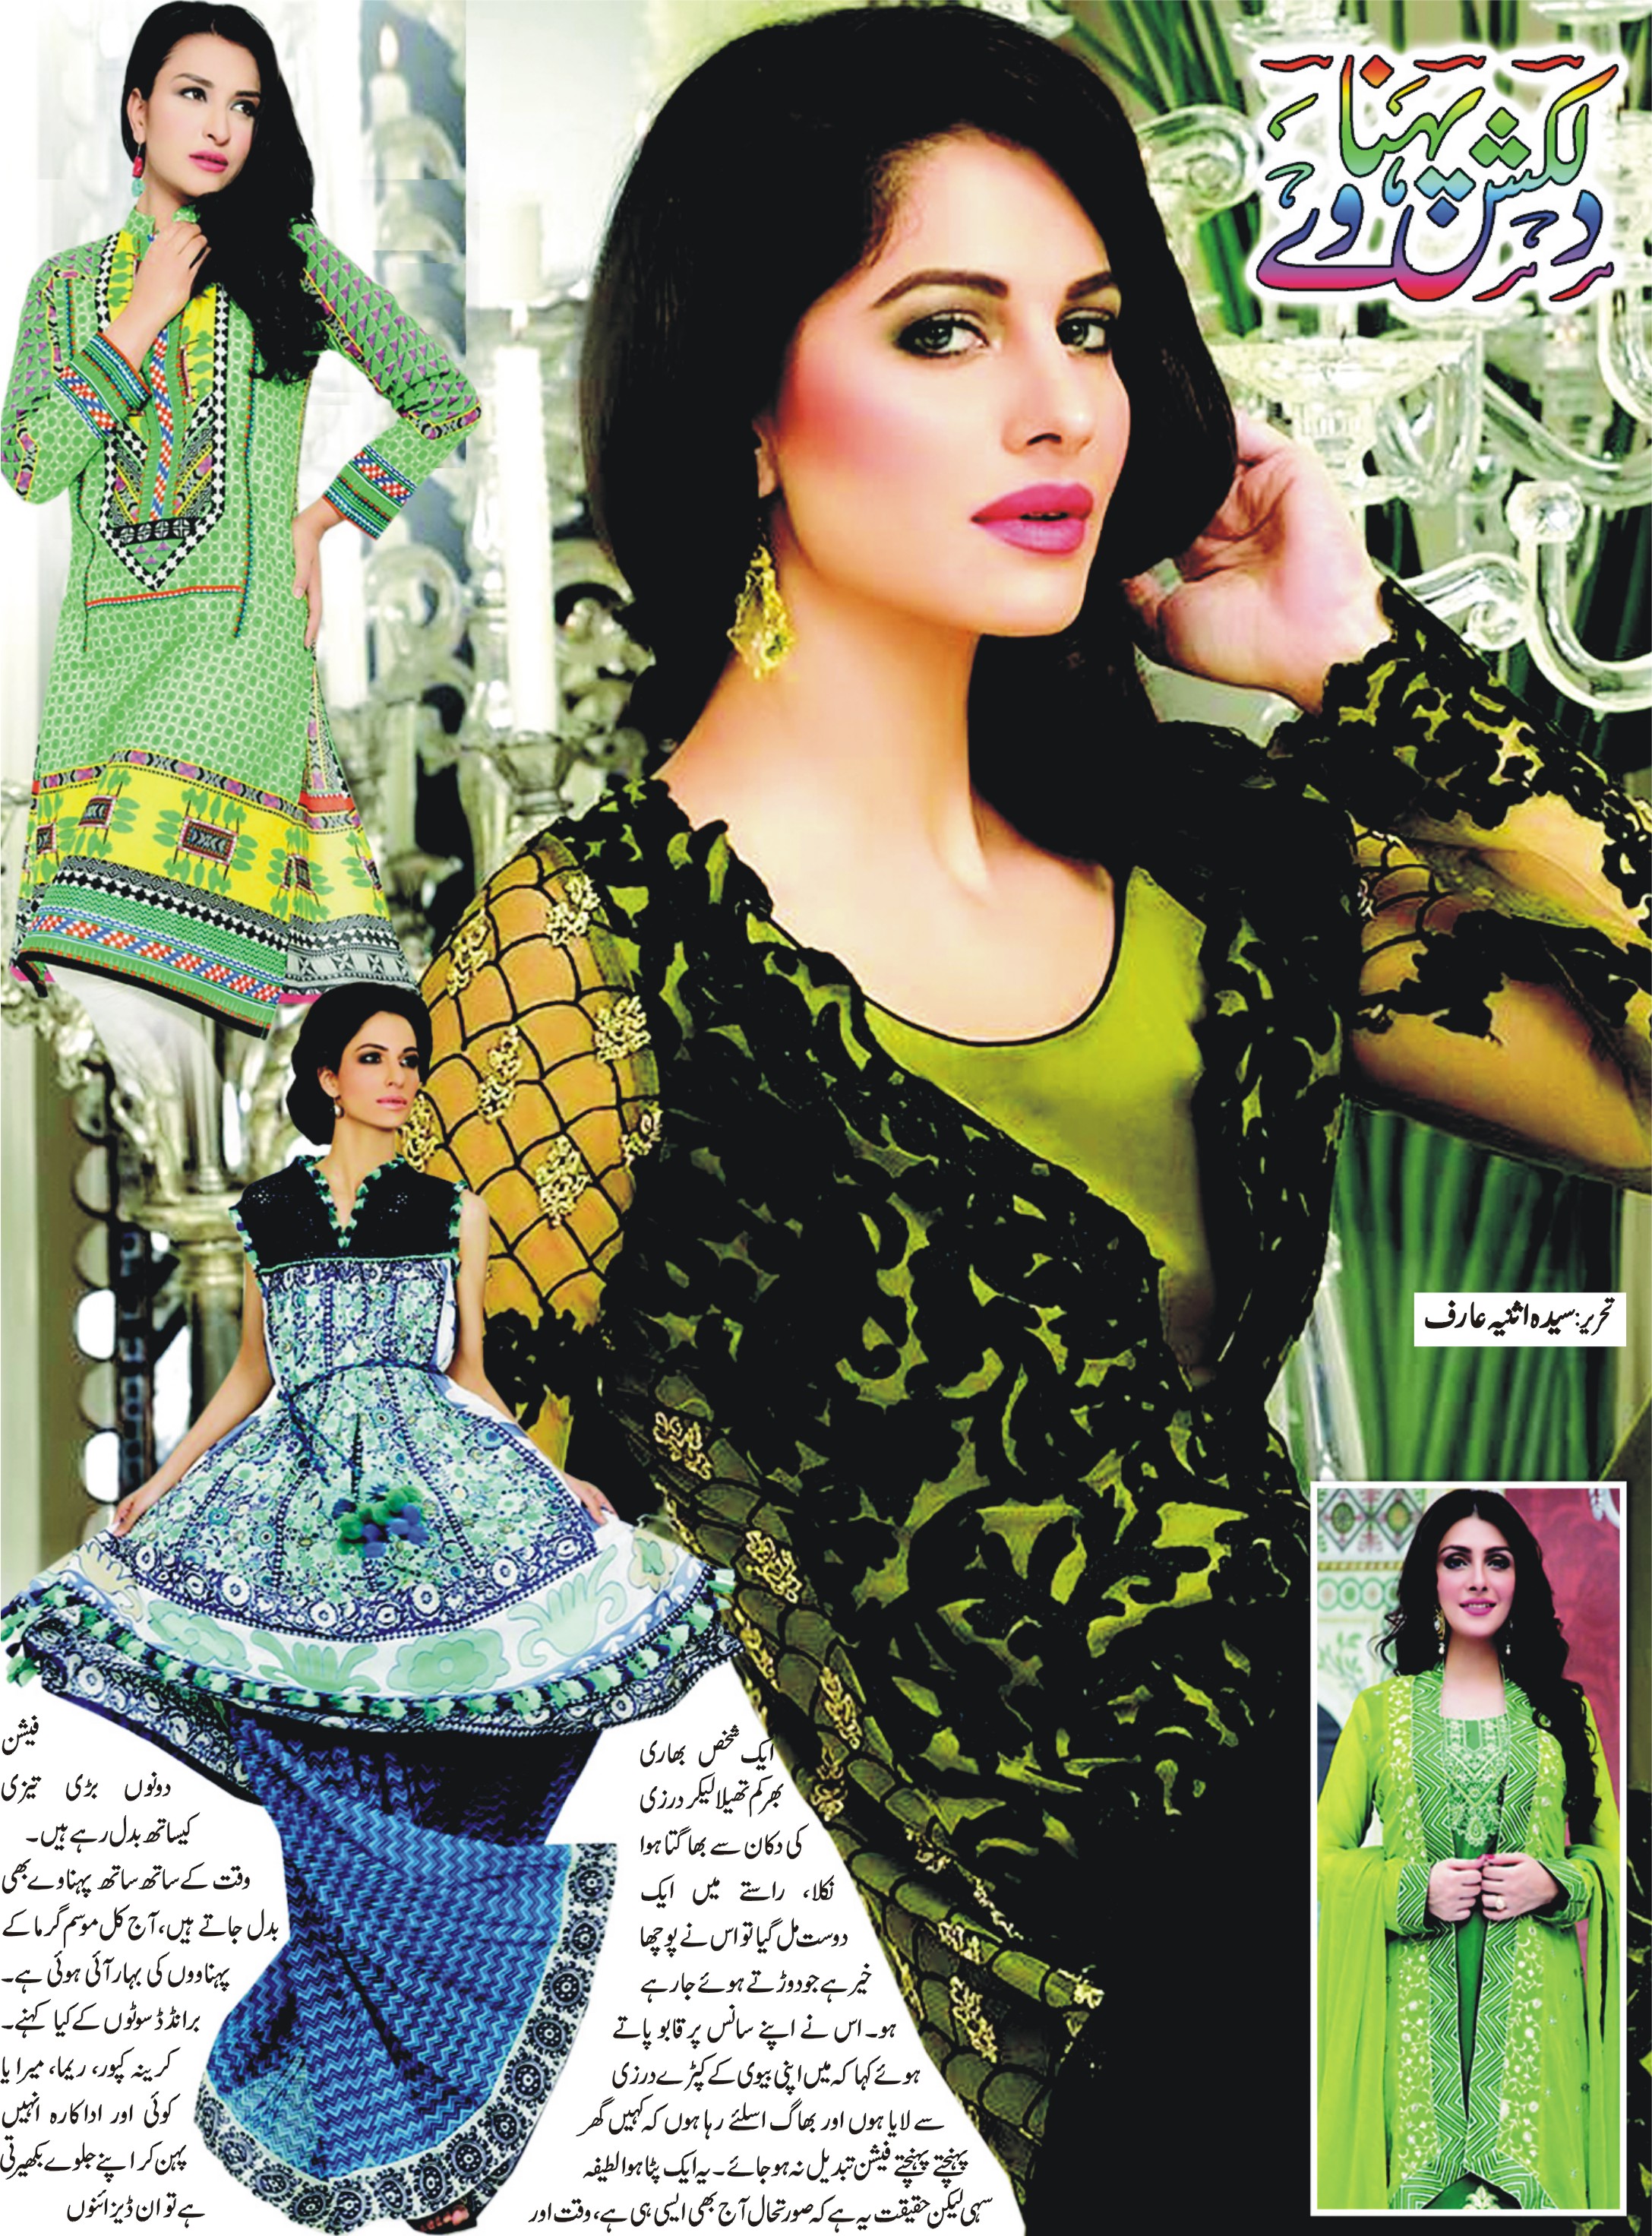 دلکش پہناوے
تحریر: سیدہ اثنیہ عارف
ایک شخص بھاری
بھرکم تھیلا لیکر درزی
کی دکان سے بھاگتا ہوا
نکلا، راستے میں ایک
دوست مل گیا تو اس نے پوچھا
خیر ہے جو دوڑتے ہوئے جارہے
ہو۔ اس نے اپنے سانس پر قابو پاتے
ہوئے کہا کہ میں اپنی بیوی کے کپڑے درزی
سے لایا ہوں اور بھاگ اسلئے رہا ہوں کہ کہیں گھر
پہنچتے پہنچتے فیشن تبدیل نہ ہو جائے۔ یہ ایک پٹا ہوا لطیفہ
سہی لیکن حقیقت یہ ہے کہ صورتحال آج بھی ایسی ہی ہے، وقت اور
فیشن
دونوں بڑی تیزی
کیساتھ بدل رہے ہیں۔
وقت کے ساتھ ساتھ پہناوے بھی
بدل جاتے ہیں، آج کل موسم گرما کے
پہناووں کی بہار آئی ہوئی ہے۔
برانڈڈ سوٹوں کے کیا کہنے۔
کرینہ کپور، ریما، میرا یا
کوئی اور اداکارہ انہیں
پہن کر اپنے جلوے بکھیرتی
ہے تو ان ڈیزائنوں